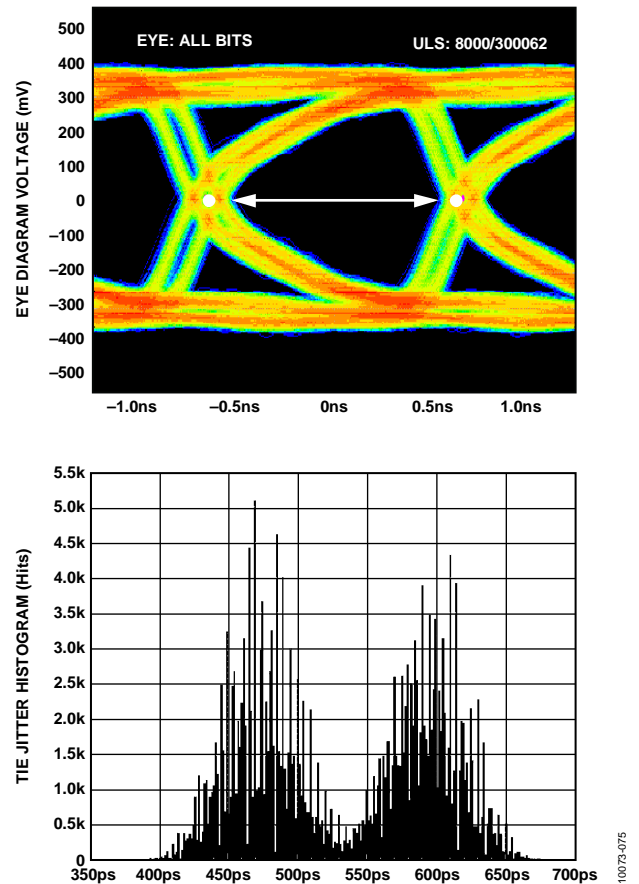 EYE: ALL BITS
ULS: 8000/300062
EYE DIAGRAM VOLTAGE (mV)
500
400
300
200
100
0
–100
–200
–300
–400
–500
–1.0ns –0.5ns 0ns 0.5ns 1.0ns
TIE JITTER HISTOGRAM (Hits)
5.5k
5.0k
4.5k
4.0k
3.5k
3.0k
2.5k
2.0k
1.5k
1.0k
0.5k
0
350ps 400ps 450ps 500ps 550ps 600ps 650ps 700ps
10073-075